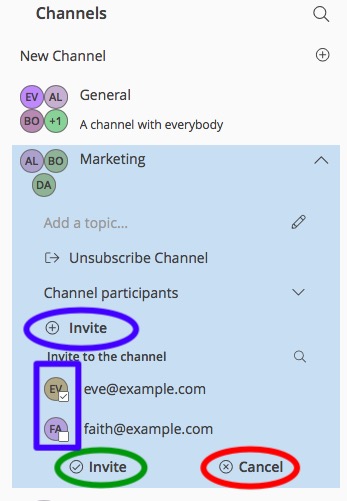 Channels
New Channel
EV AL General
BO +1 A channel with everybody
AL BO Marketing
DA
Add a topic...
Unsubscribe Channel
Channel participants
Invite
Invite to the channel
EV eve@example.com
FA faith@example.com
Invite Cancel